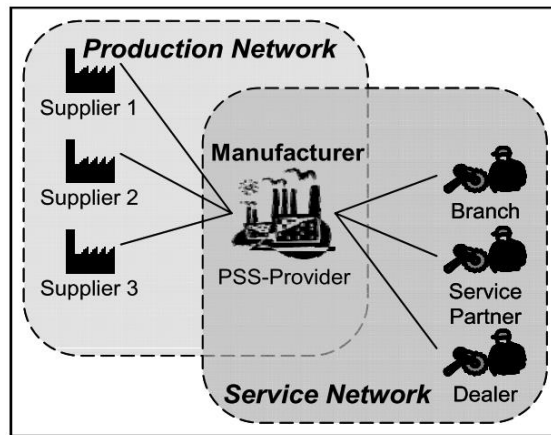 Production Network
Supplier 1
Supplier 2
Supplier 3
Manufacturer
PSS-Provider
Branch
Service
Partner
Dealer
Service Network